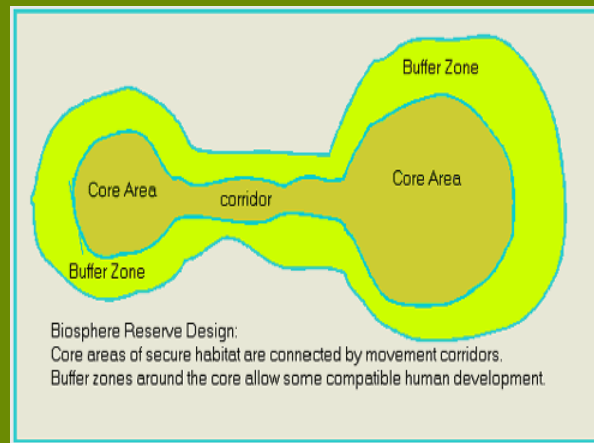 Buffer Zone
Core Area
Core Area
corridor
Buffer Zone
Biosphere Reserve Design:
Core areas of secure habitat are connected by movement corridors.
Buffer zones around the core allow some compatible human development.